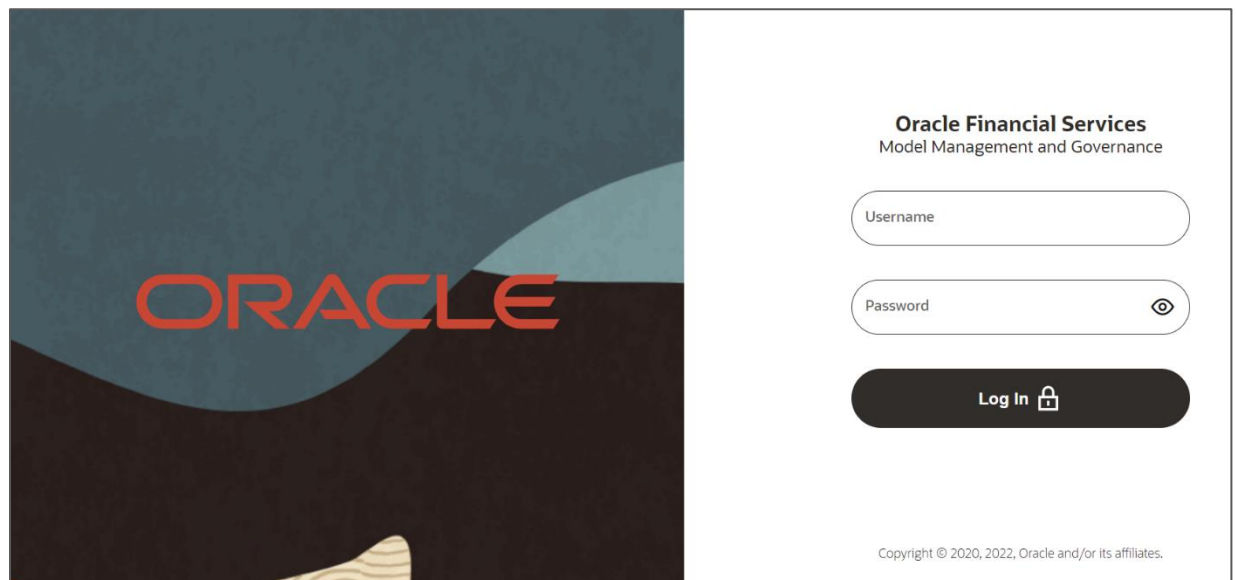 ORACLE
Oracle Financial Services
Model Management and Governance
Username
Password
Log In
Copyright © 2020, 2022, Oracle and/or its affiliates.